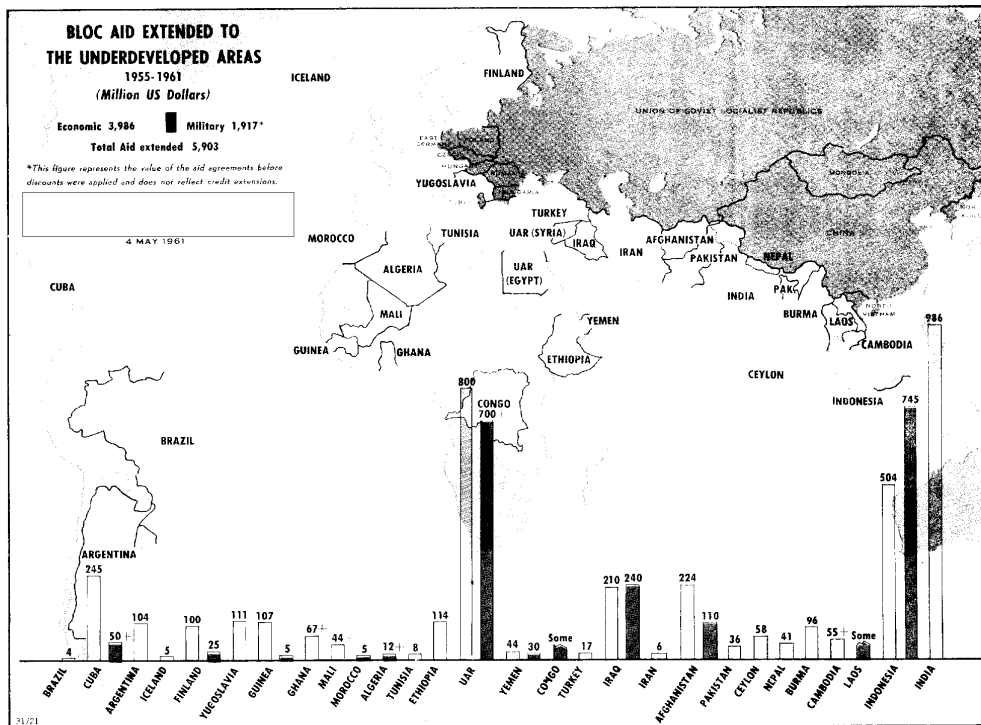 BLOC AID EXTENDED TO
THE UNDERDEVELOPED AREAS
1955-1961
(Million US Dollars)
Economic 3,986 Military 1,917*
Total Aid extended 5,903
*This figure represents the value of the aid agreements before
discounts were applied and does not reflect credit extensions.
4 MAY 1961
ICELAND
FINLAND
UNION OF SOVIET SOCIALIST REPUBLICS
EAST
MONGOLIA
YUGOSLAVIA
CHINA
TURKEY
MOROCCO
TUNISIA
UAR (SYRIA)
IRAQ
IRAN
AFGHANISTAN
PAKISTAN
NEPAL
ALGERIA
UAR
(EGYPT)
CUBA
INDIA
PAK.
MALI
BURMA
LAOS
NORTH
VIETNAM
YEMEN
GUINEA
GHANA
ETHIOPIA
CAMBODIA
CEYLON
INDONESIA
CONGO
BRAZIL
ARGENTINA
4
245
50+
104
5
100
25
111
107
5
67+
44
5
12+
8
114
800
700
44
30
Some
17
210
240
6
224
110
36
58
41
96
55+
Some
504
745
986
BRAZIL
CUBA
ARGENTINA
ICELAND
FINLAND
YUGOSLAVIA
GUINEA
GHANA
MALI
MOROCCO
ALGERIA
TUNISIA
ETHIOPIA
UAR
YEMEN
CONGO
TURKEY
IRAQ
IRAN
AFGHANISTAN
PAKISTAN
CEYLON
NEPAL
BURMA
CAMBODIA
LAOS
INDONESIA
INDIA
31721